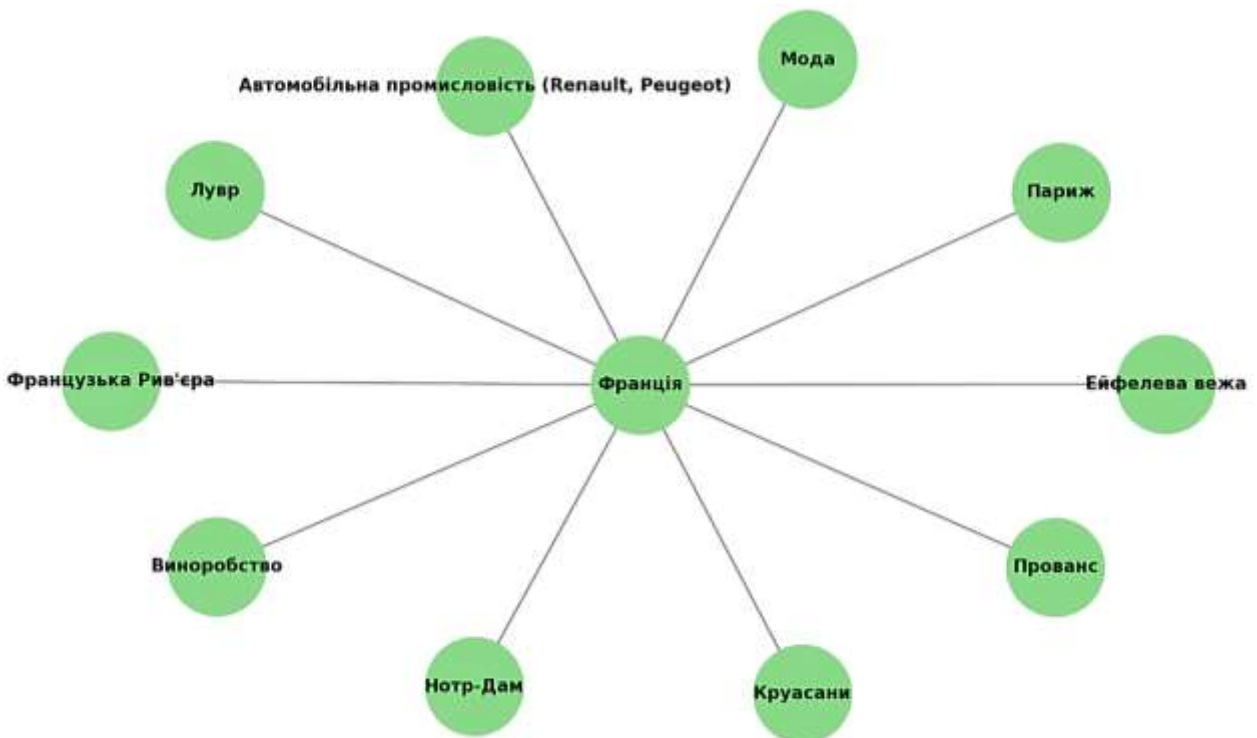 Мода
Автомобільна промисловість (Renault, Peugeot)
Лувр
Париж
Французька Рив'єра
Франція
Ейфелева вежа
Виноробство
Прованс
Нотр-Дам
Круасани